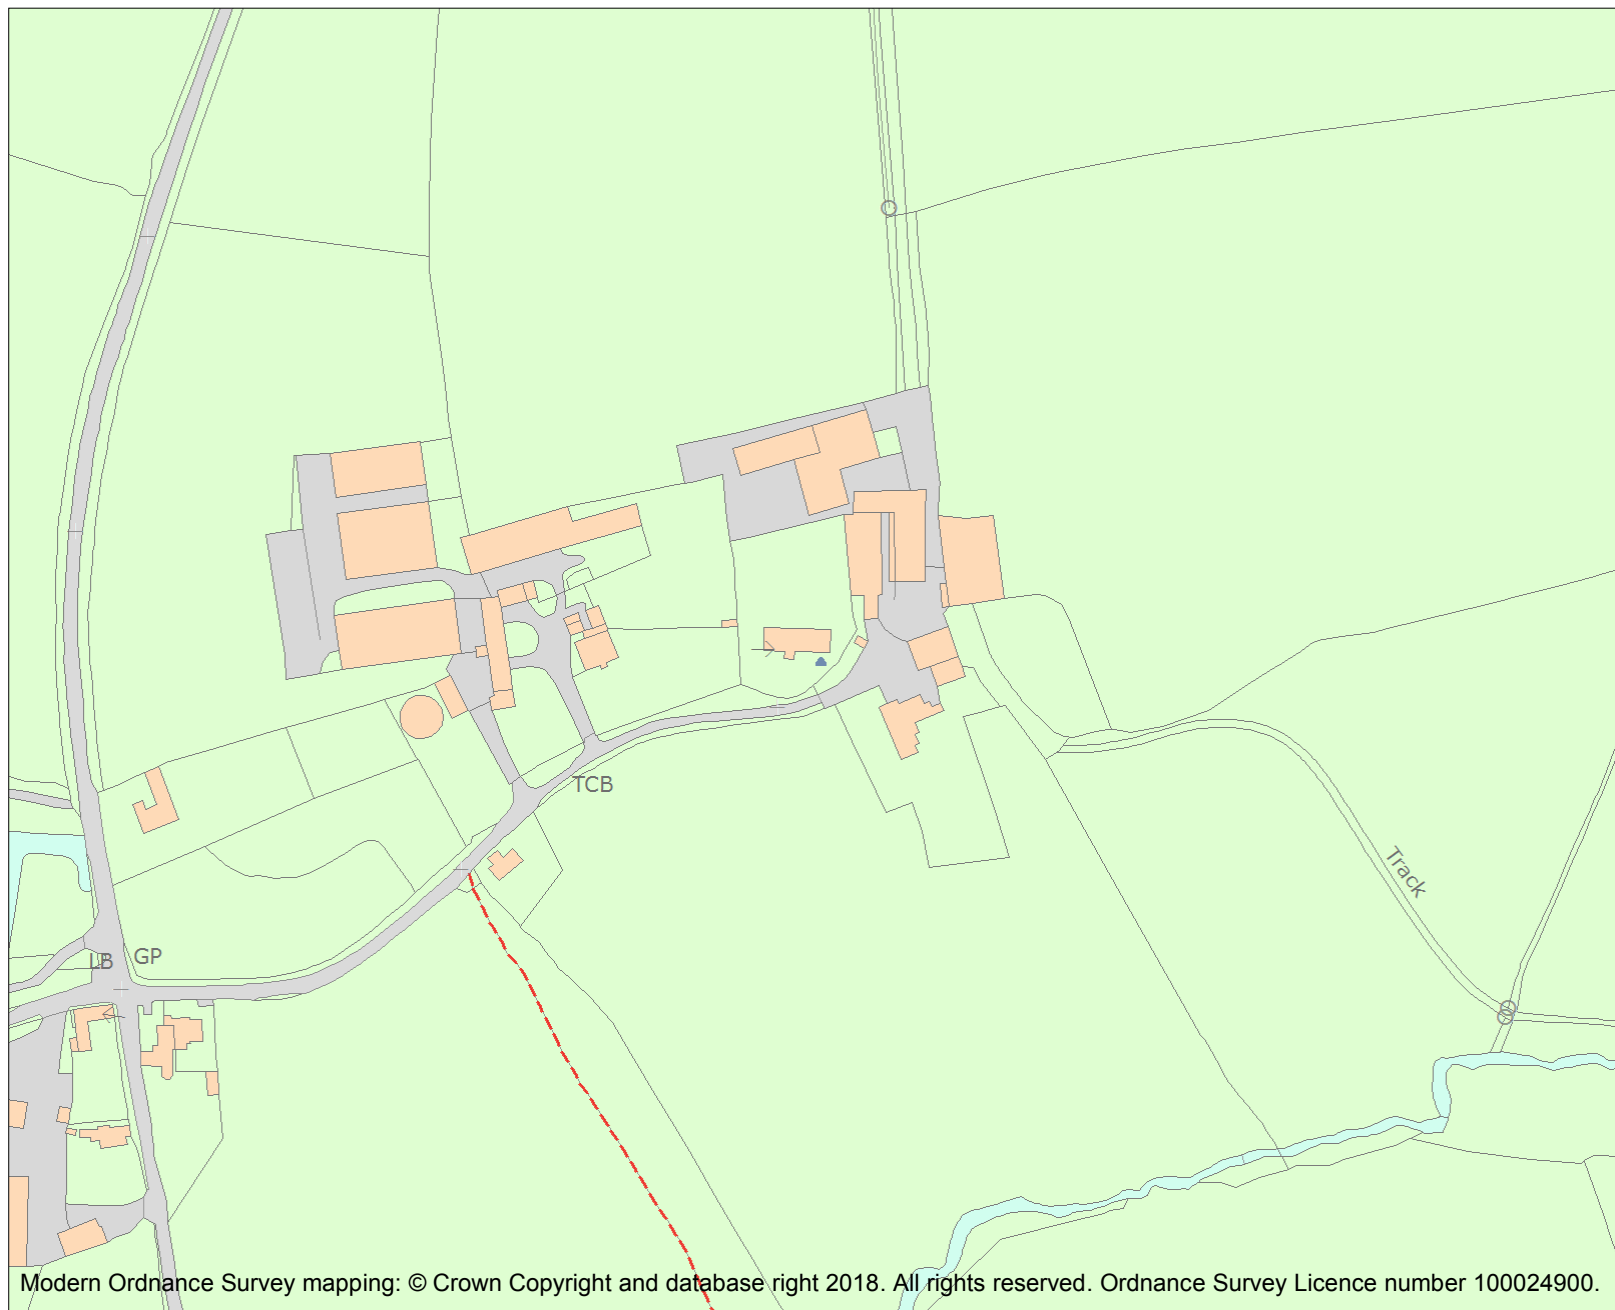 TCB
Track
LB
GP
Modern Ordnance Survey mapping: © Crown Copyright and database right 2018. All rights reserved. Ordnance Survey Licence number 100024900.